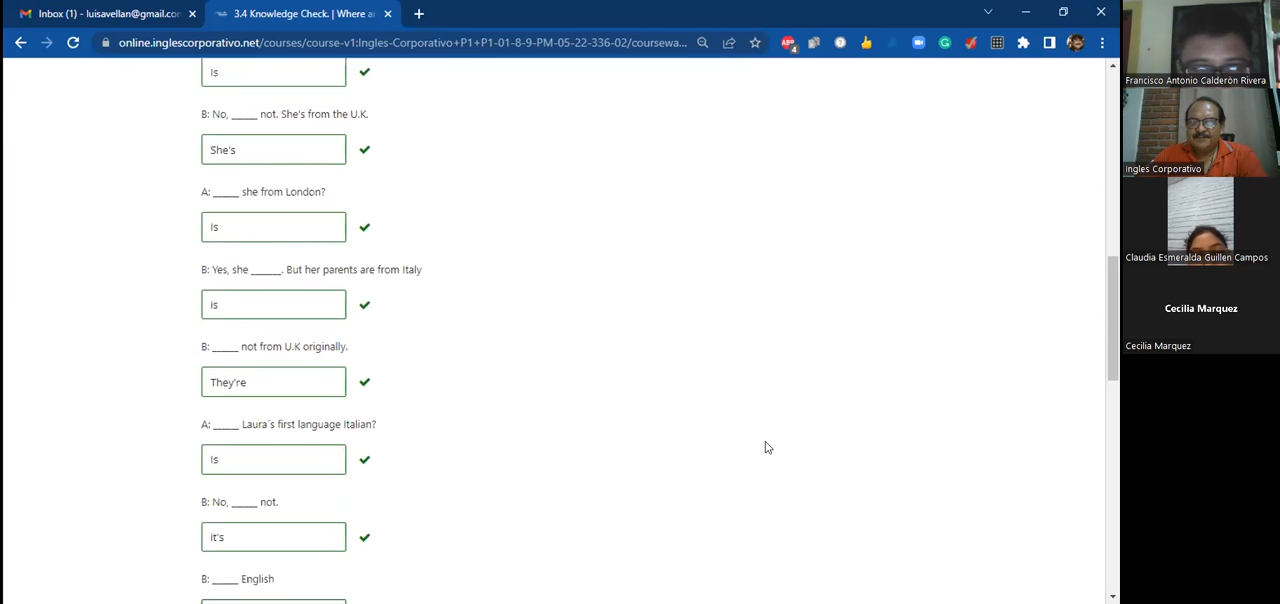 Inbox (1) - luisavellan@gmail.com
3.4 Knowledge Check. | Where ar
online.inglescorporativo.net/courses/course-v1:Ingles-Corporativo+P1+P1-01-8-9-PM-05-22-336-02/coursewa...
4
Is
B: No, _____ not. She's from the U.K.
She's
A: _____ she from London?
Is
B: Yes, she ______. But her parents are from Italy
is
B: _____ not from U.K originally.
They're
A: _____ Laura´s first language Italian?
Is
B: No, _____ not.
it's
B: _____ English
Francisco Antonio Calderòn Rivera
Ingles Corporativo
Claudia Esmeralda Guillen Campos
Cecilia Marquez
Cecilia Marquez